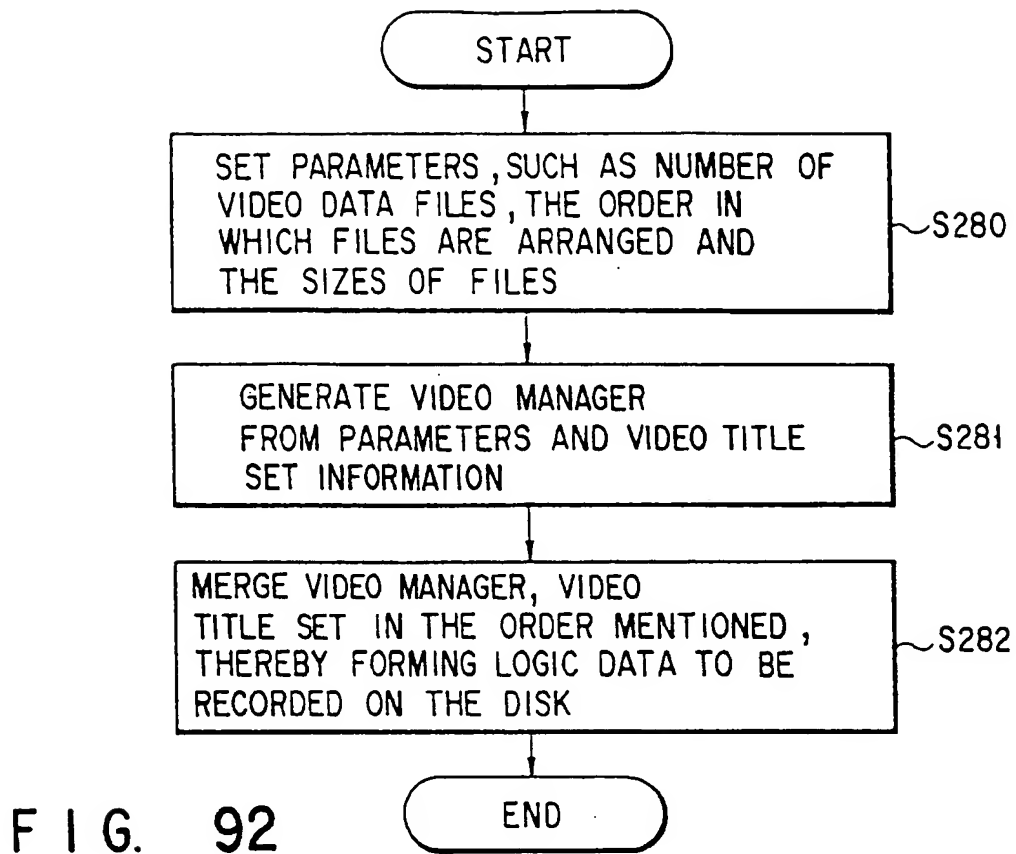 START
SET PARAMETERS, SUCH AS NUMBER OF
VIDEO DATA FILES, THE ORDER IN
WHICH FILES ARE ARRANGED AND
THE SIZES OF FILES
S280
GENERATE VIDEO MANAGER
FROM PARAMETERS AND VIDEO TITLE
SET INFORMATION
S281
MERGE VIDEO MANAGER, VIDEO
TITLE SET IN THE ORDER MENTIONED,
THEREBY FORMING LOGIC DATA TO BE
RECORDED ON THE DISK
S282
END
FIG. 92